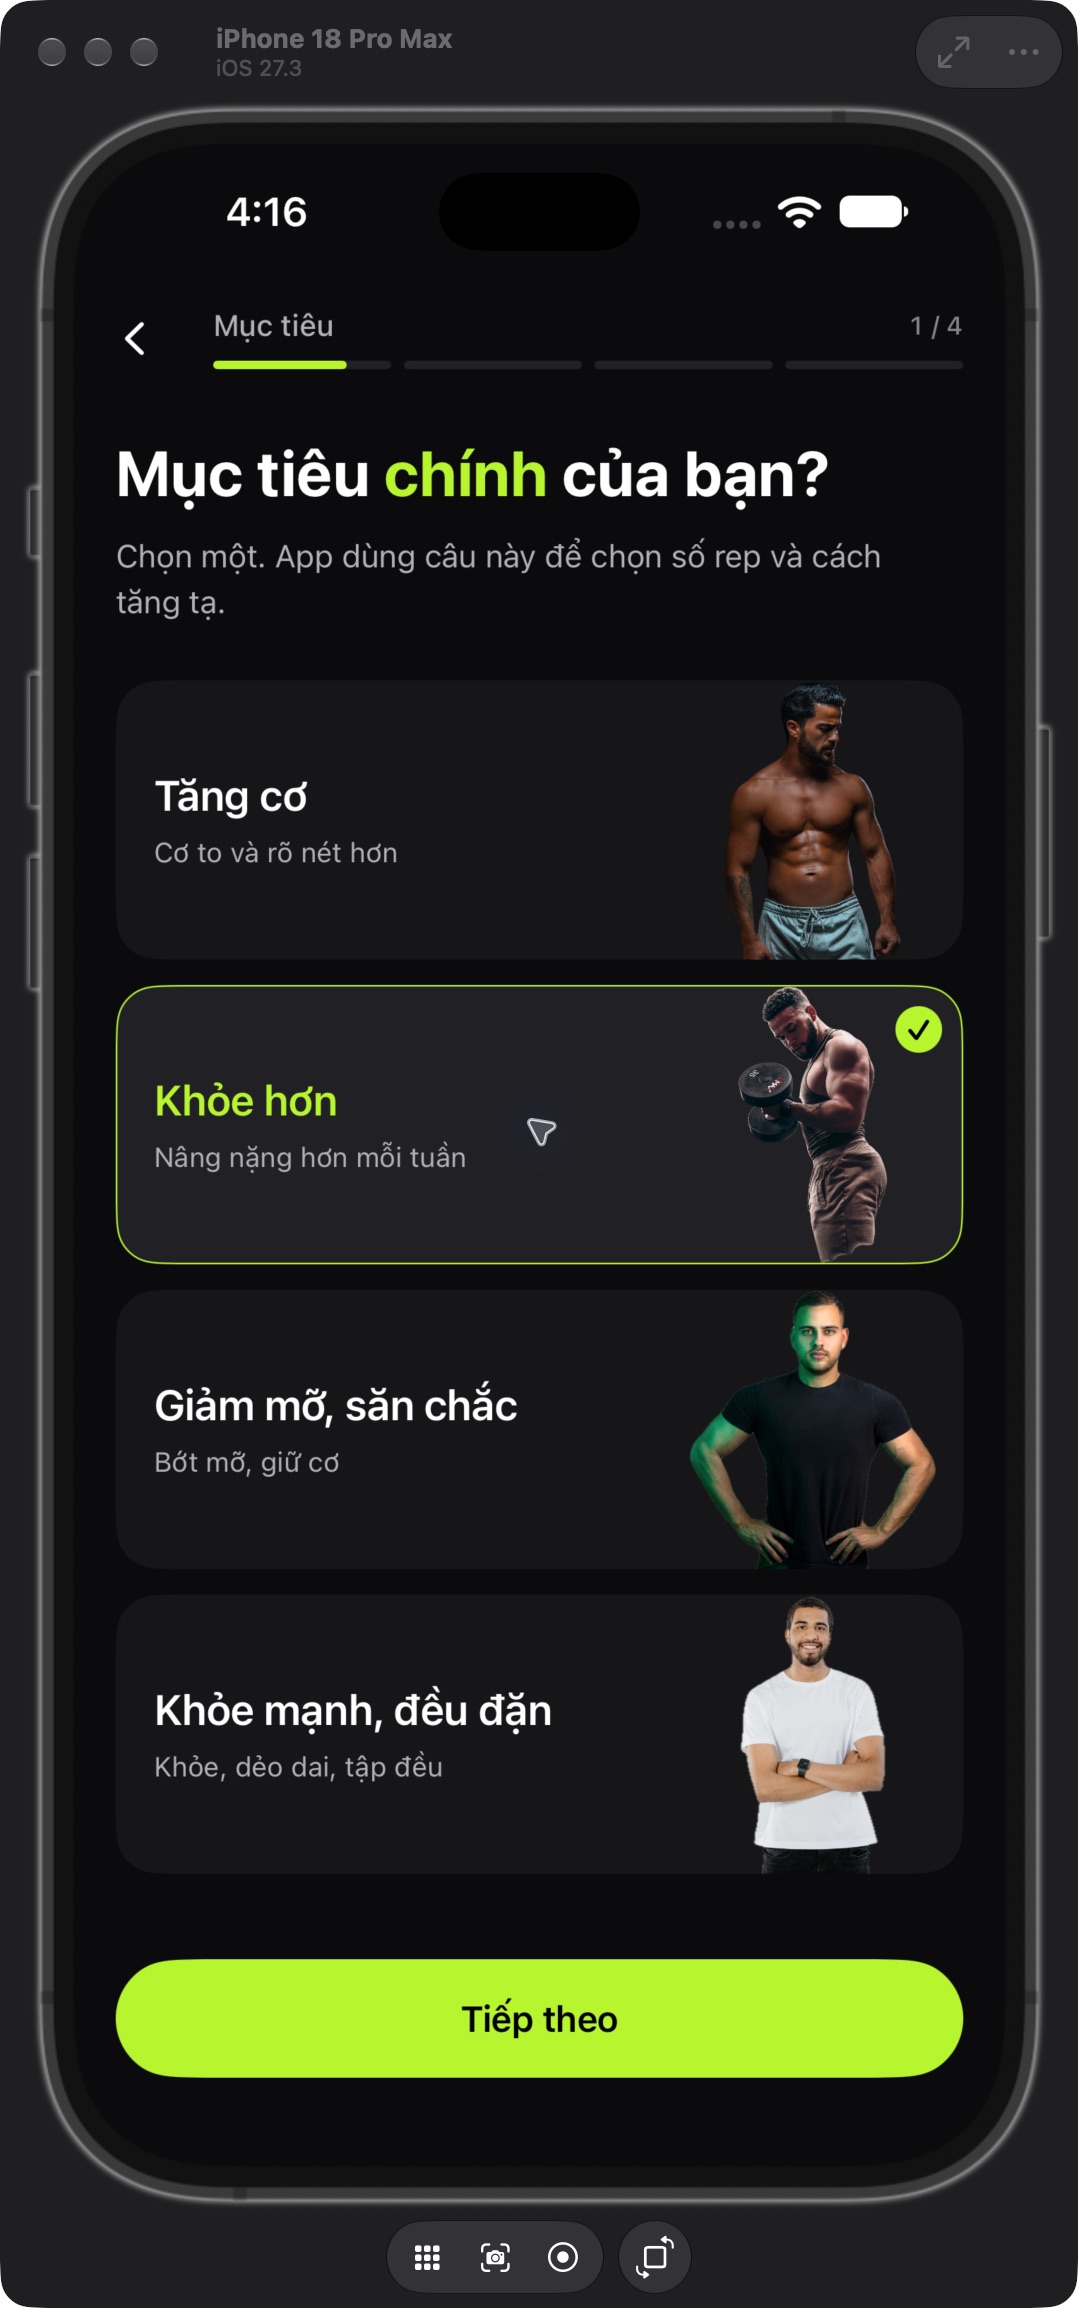 iPhone 18 Pro Max
iOS 27.3
4:16
Mục tiêu
1 / 4
Mục tiêu chính của bạn?
Chọn một. App dùng câu này để chọn số rep và cách
tăng tạ.
Tăng cơ
Cơ to và rõ nét hơn
Khỏe hơn
Nâng nặng hơn mỗi tuần
Giảm mỡ, săn chắc
Bớt mỡ, giữ cơ
Khỏe mạnh, đều đặn
Khỏe, dẻo dai, tập đều
Tiếp theo